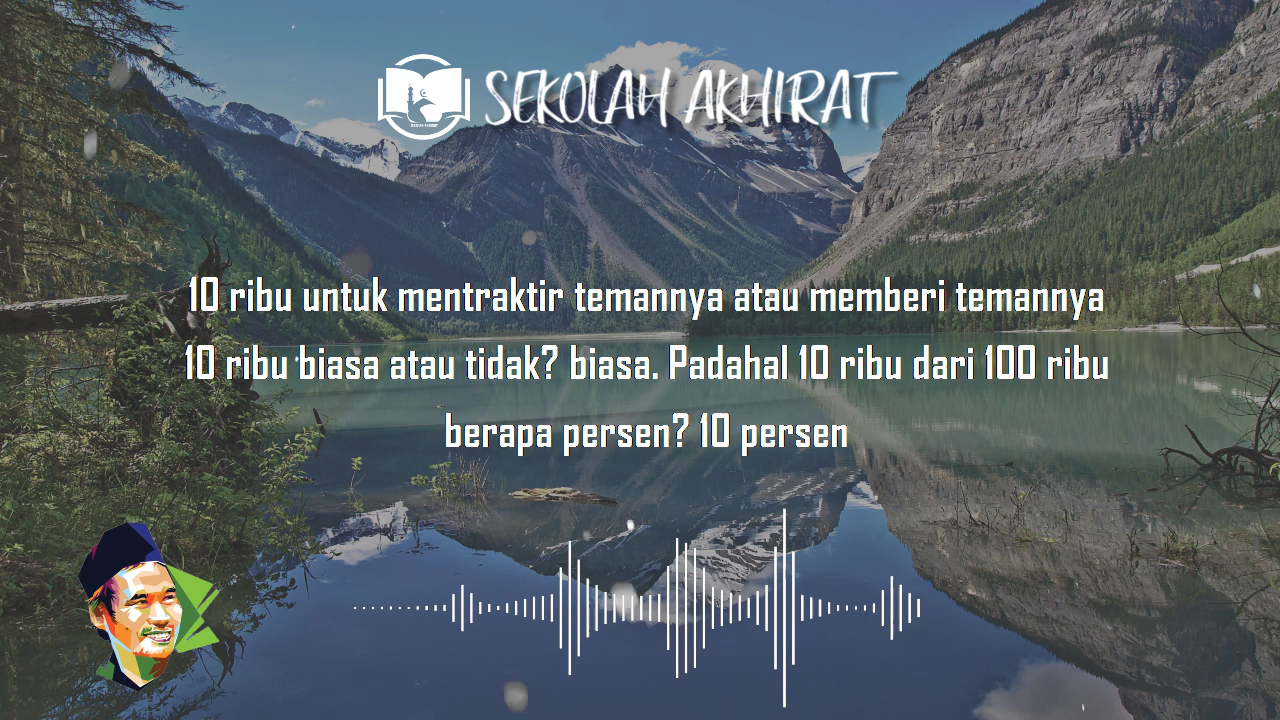 SEKOLAH AKHIRAT
10 ribu untuk mentraktir temannya atau memberi temannya
10 ribu biasa atau tidak? biasa. Padahal 10 ribu dari 100 ribu
berapa persen? 10 persen